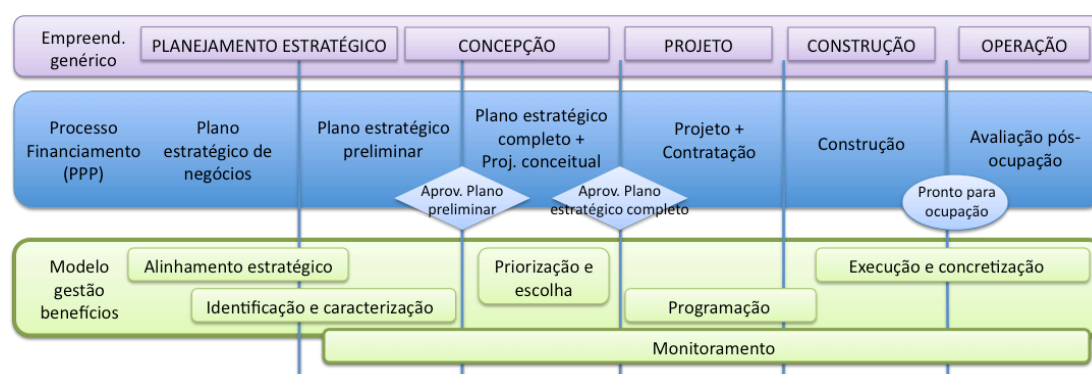 Empreend.
genérico
PLANEJAMENTO ESTRATÉGICO
CONCEPÇÃO
PROJETO
CONSTRUÇÃO
OPERAÇÃO
Processo
Financiamento
(PPP)
Plano
estratégico de
negócios
Plano estratégico
preliminar
Plano estratégico
completo +
Proj. conceitual
Projeto +
Contratação
Construção
Avaliação pós-
ocupação
Aprov. Plano
preliminar
Aprov. Plano
estratégico completo
Pronto para
ocupação
Modelo
gestão
benefícios
Alinhamento estratégico
Identificação e caracterização
Priorização e
escolha
Programação
Execução e concretização
Monitoramento